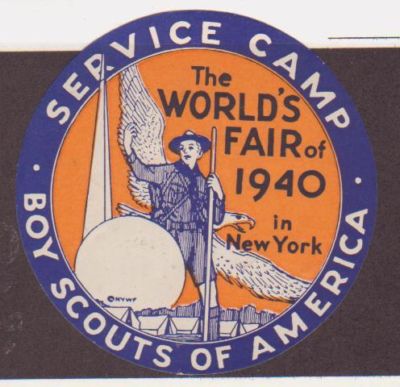 SERVICE CAMP
The
WORLD'S
FAIR of
1940
in
New York
© NYWF
· BOY SCOUTS OF AMERICA ·